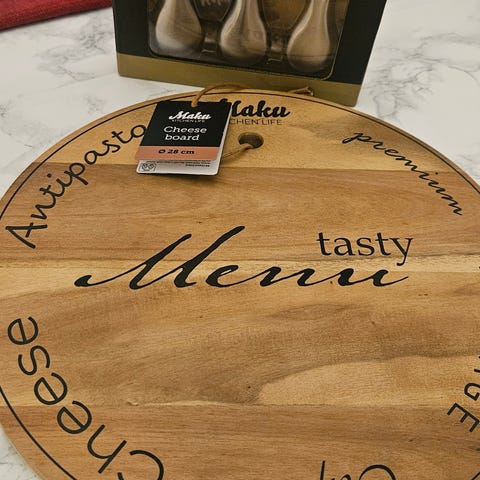 Maku
KITCHEN LIFE
Cheese
board
Ø 28 cm
Maku
KITCHEN LIFE
Antipasto
premium
tasty
Menu
Cheese